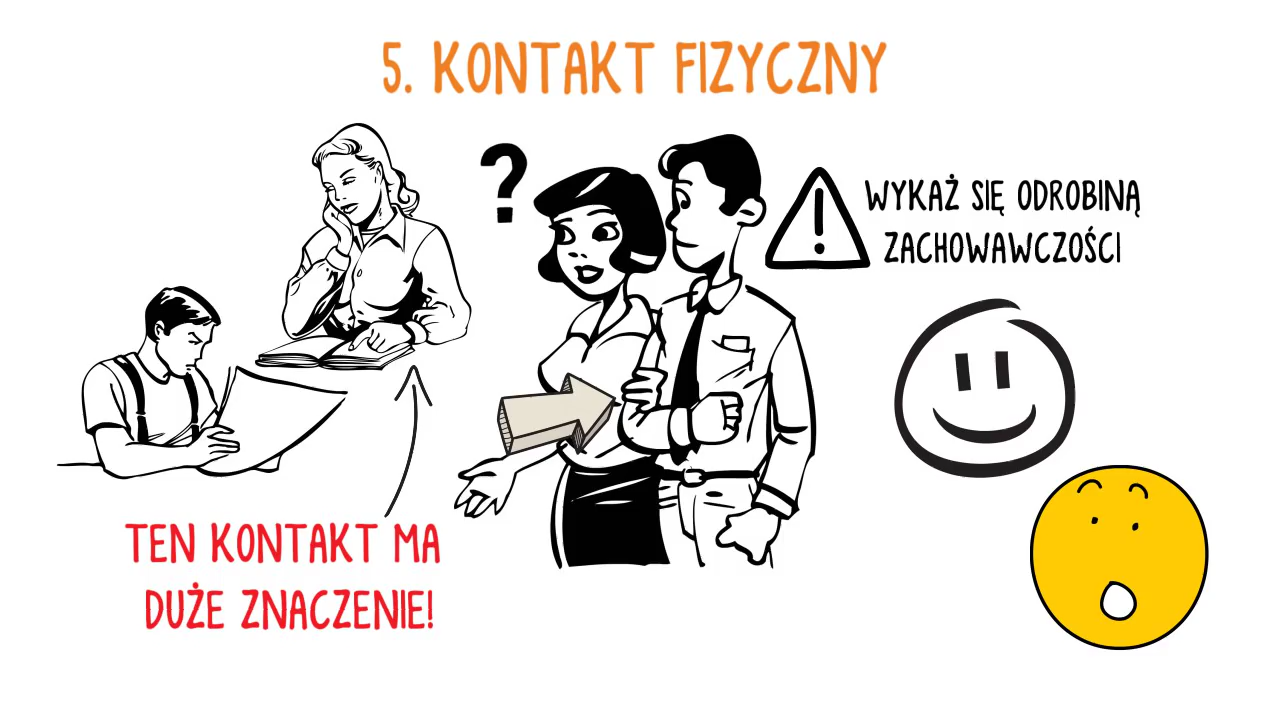 5. KONTAKT FIZYCZNY
?
WYKAŻ SIĘ ODROBINĄ
ZACHOWAWCZOŚCI
TEN KONTAKT MA
DUŻE ZNACZENIE!